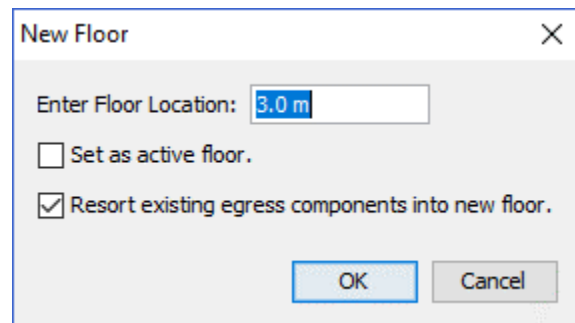 New Floor
Enter Floor Location: 3.0 m
Set as active floor.
Resort existing egress components into new floor.
OK Cancel